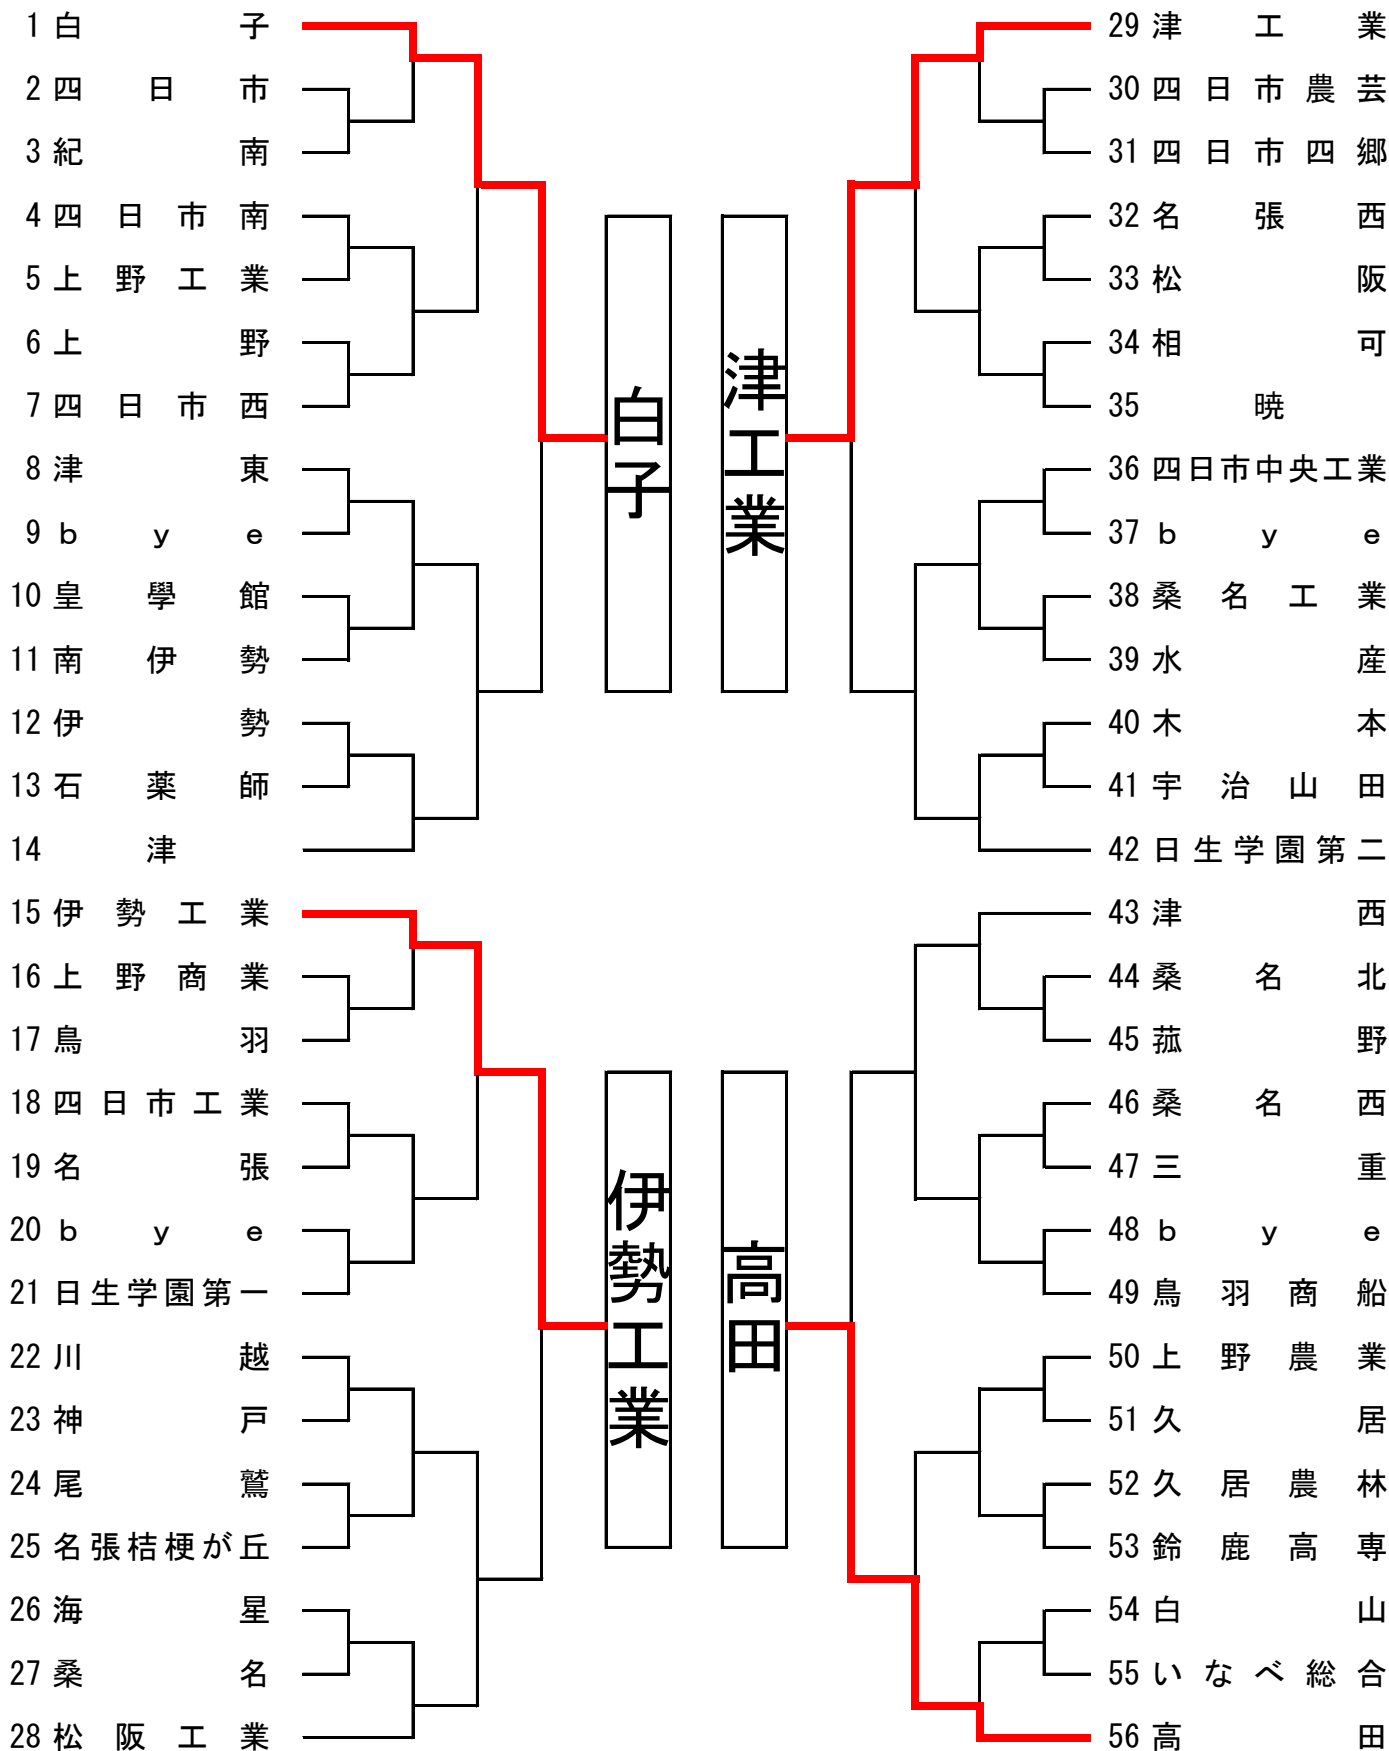 1 白子
2 四日市
3 紀南
4 四日市南
5 上野工業
6 上野
7 四日市西
8 津東
9 ｂｙｅ
10 皇學館
11 南伊勢
12 伊勢
13 石薬師
14 津
15 伊勢工業
16 上野商業
17 鳥羽
18 四日市工業
19 名張
20 ｂｙｅ
21 日生学園第一
22 川越
23 神戸
24 尾鷲
25 名張桔梗が丘
26 海星
27 桑名
28 松阪工業
白子
津工業
伊勢工業
高田
29 津工業
30 四日市農芸
31 四日市四郷
32 名張西
33 松阪
34 相可
35 暁
36 四日市中央工業
37 ｂｙｅ
38 桑名工業
39 水産
40 木本
41 宇治山田
42 日生学園第二
43 津西
44 桑名北
45 菰野
46 桑名西
47 三重
48 ｂｙｅ
49 鳥羽商船
50 上野農業
51 久居
52 久居農林
53 鈴鹿高専
54 白山
55 いなべ総合
56 高田